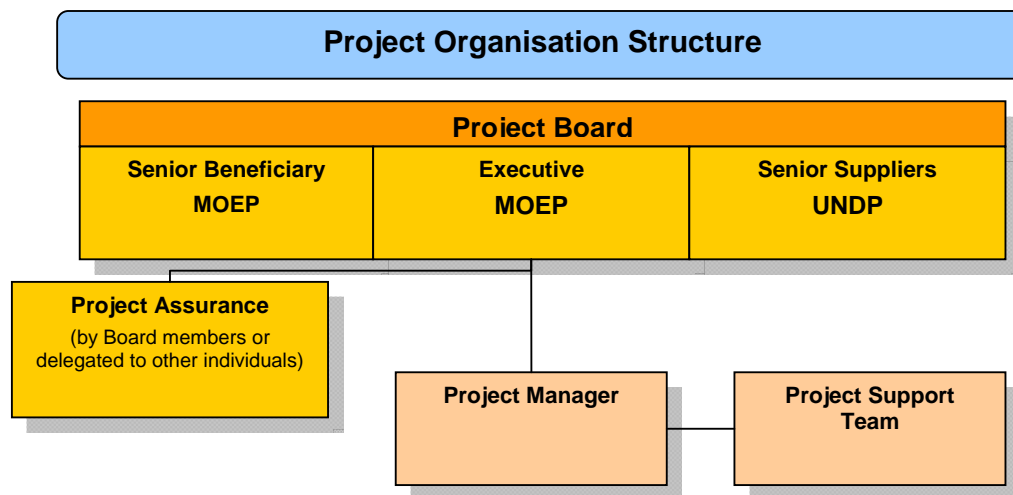 Project Organisation Structure
Project Board
Senior Beneficiary
MOEP
Executive
MOEP
Senior Suppliers
UNDP
Project Assurance
(by Board members or
delegated to other individuals)
Project Manager
Project Support
Team